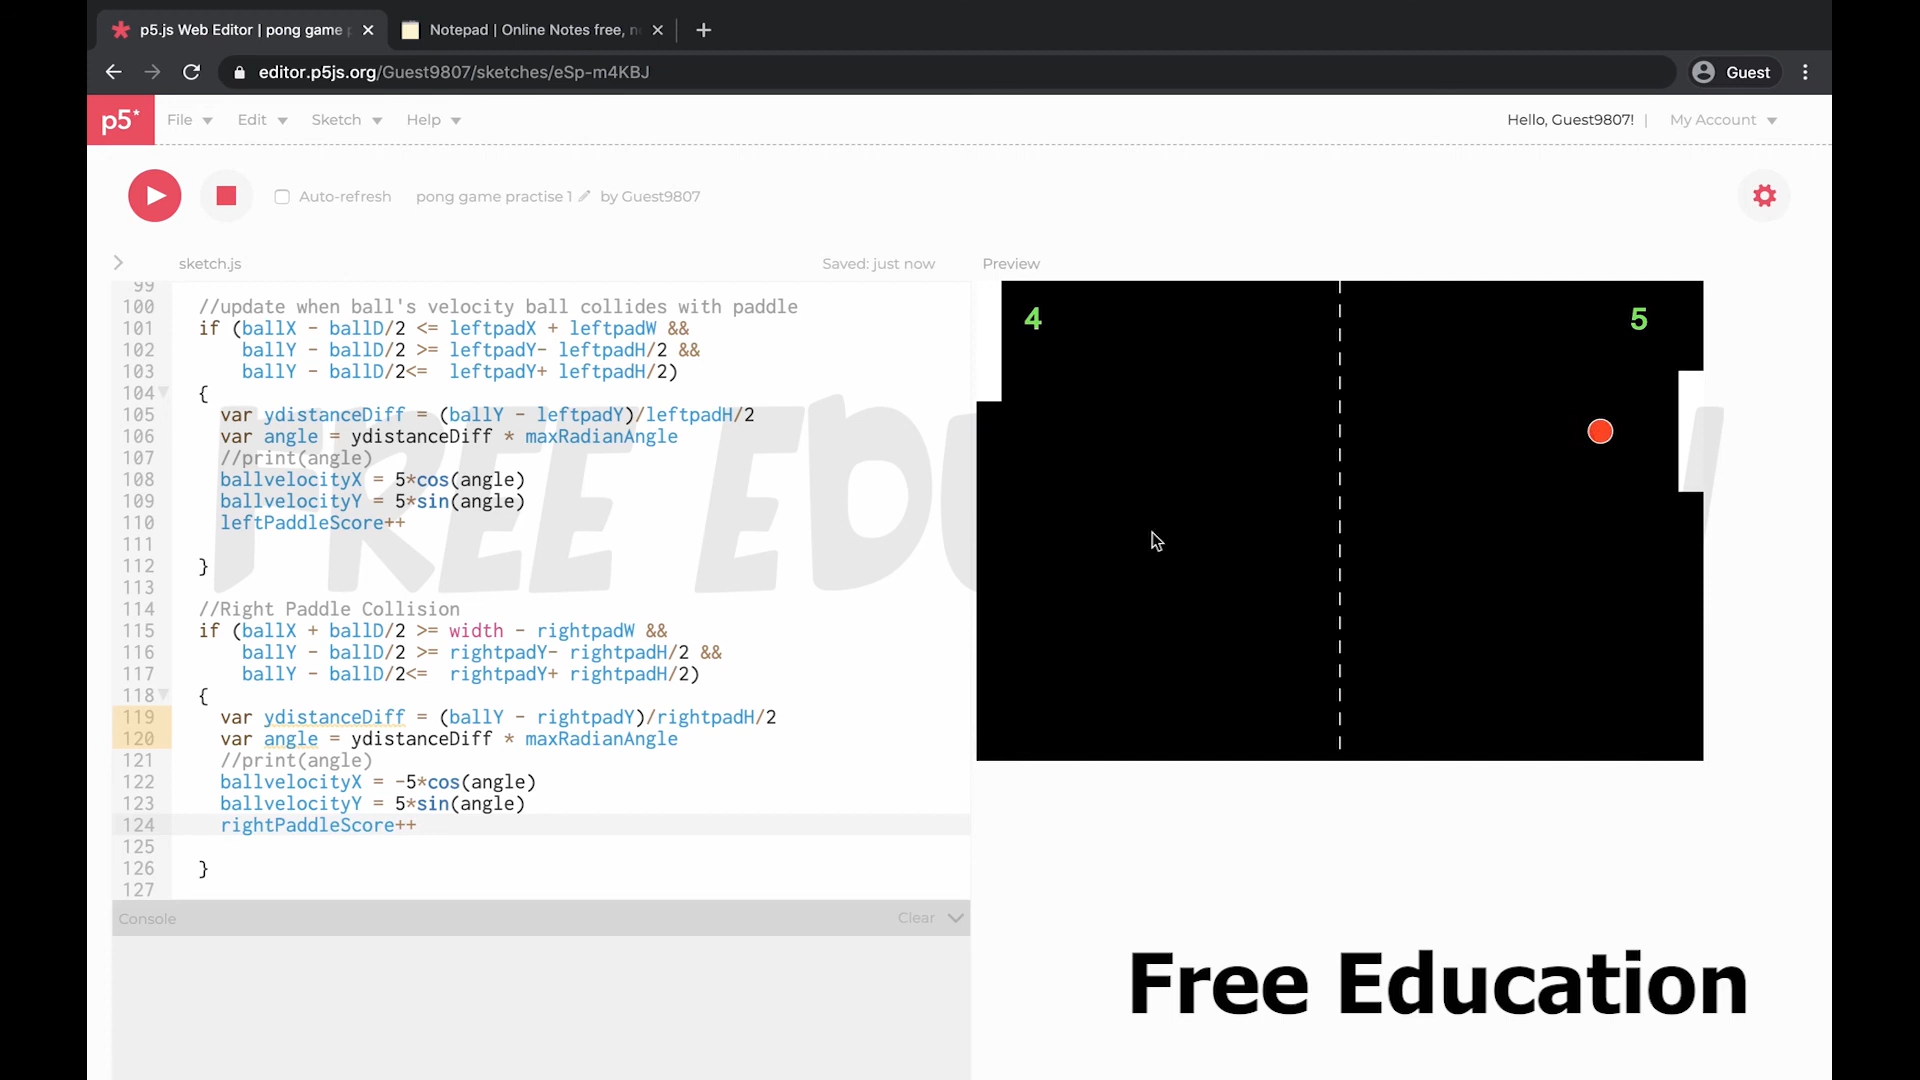 p5.js Web Editor | pong game p
Notepad | Online Notes free, n
editor.p5js.org/Guest9807/sketches/eSp-m4KBJ
Guest
p5*
File
Edit
Sketch
Help
Hello, Guest9807! |
My Account
Auto-refresh
pong game practise 1
by Guest9807
sketch.js
Saved: just now
Preview
99
100 //update when ball's velocity ball collides with paddle
101 if (ballX - ballD/2 <= leftpadX + leftpadW &&
102 ballY - ballD/2 >= leftpadY- leftpadH/2 &&
103 ballY - ballD/2<= leftpadY+ leftpadH/2)
104 {
105 var ydistanceDiff = (ballY - leftpadY)/leftpadH/2
106 var angle = ydistanceDiff * maxRadianAngle
107 //print(angle)
108 ballvelocityX = 5*cos(angle)
109 ballvelocityY = 5*sin(angle)
110 leftPaddleScore++
111
112 }
113
114 //Right Paddle Collision
115 if (ballX + ballD/2 >= width - rightpadW &&
116 ballY - ballD/2 >= rightpadY- rightpadH/2 &&
117 ballY - ballD/2<= rightpadY+ rightpadH/2)
118 {
119 var ydistanceDiff = (ballY - rightpadY)/rightpadH/2
120 var angle = ydistanceDiff * maxRadianAngle
121 //print(angle)
122 ballvelocityX = -5*cos(angle)
123 ballvelocityY = 5*sin(angle)
124 rightPaddleScore++
125
126 }
127
4
5
FREE EDU
Console
Clear
Free Education